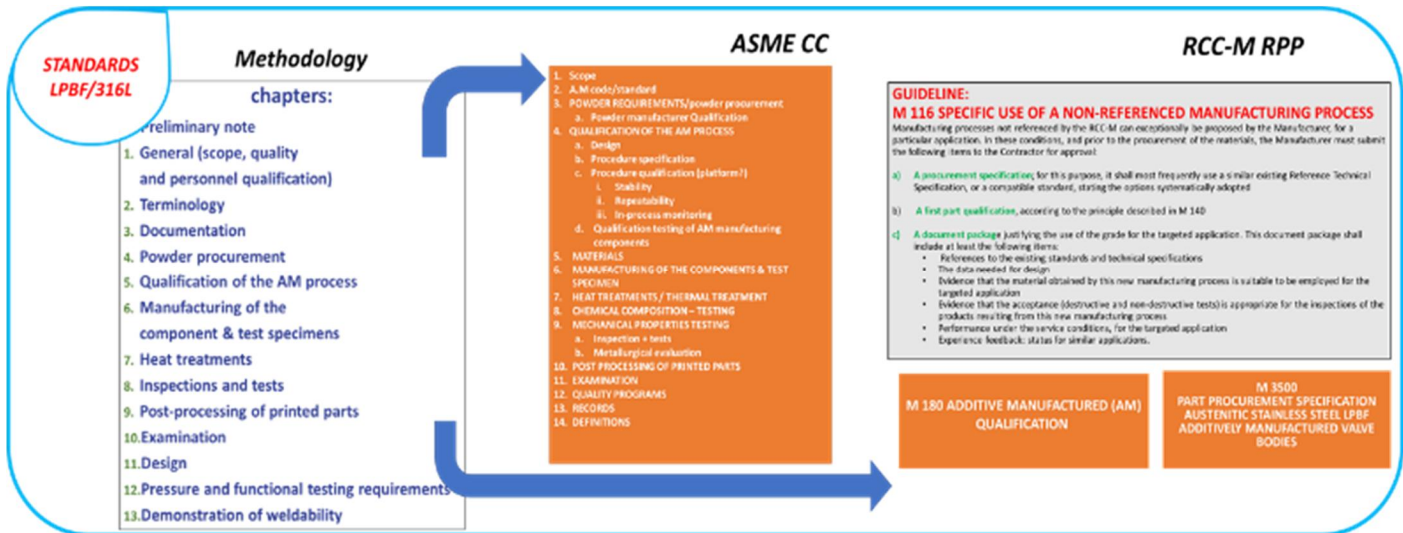 STANDARDS
LPBF/316L
Methodology
chapters:
Preliminary note
1. General (scope, quality
and personnel qualification)
2. Terminology
3. Documentation
4. Powder procurement
5. Qualification of the AM process
6. Manufacturing of the
component & test specimens
7. Heat treatments
8. Inspections and tests
9. Post-processing of printed parts
10.Examination
11.Design
12.Pressure and functional testing requirements
13.Demonstration of weldability
ASME CC
1. Scope
2. A.M code/standard
3. POWDER REQUIREMENTS/powder procurement
a. Powder manufacturer Qualification
4. QUALIFICATION OF THE AM PROCESS
a. Design
b. Procedure specification
c. Procedure qualification (platform?)
i. Stability
ii. Repeatability
iii. In-process monitoring
d. Qualification testing of AM manufacturing
components
5. MATERIALS
6. MANUFACTURING OF THE COMPONENTS & TEST
SPECIMEN
7. HEAT TREATMENTS / THERMAL TREATMENT
8. CHEMICAL COMPOSITION – TESTING
9. MECHANICAL PROPERTIES TESTING
a. Inspection + tests
b. Metallurgical evaluation
10. POST PROCESSING OF PRINTED PARTS
11. EXAMINATION
12. QUALITY PROGRAMS
13. RECORDS
14. DEFINITIONS
RCC-M RPP
GUIDELINE:
M 116 SPECIFIC USE OF A NON-REFERENCED MANUFACTURING PROCESS
Manufacturing processes not referenced by the RCC-M can exceptionally be proposed by the Manufacturer, for a
particular application. In these conditions, and prior to the procurement of the materials, the Manufacturer must submit
the following items to the Contractor for approval:
a) A procurement specification; for this purpose, it shall most frequently use a similar existing Reference Technical
Specification, or a compatible standard, stating the options systematically adopted
b) A first part qualification, according to the principle described in M 140
c) A document package justifying the use of the grade for the targeted application. This document package shall
include at least the following items:
• References to the existing standards and technical specifications
• The data needed for design
• Evidence that the material obtained by this new manufacturing process is suitable to be employed for the
targeted application
• Evidence that the acceptance (destructive and non-destructive tests) is appropriate for the inspections of the
products resulting from this new manufacturing process
• Performance under the service conditions, for the targeted application
• Experience feedback: status for similar applications.
M 180 ADDITIVE MANUFACTURED (AM)
QUALIFICATION
M 3500
PART PROCUREMENT SPECIFICATION
AUSTENITIC STAINLESS STEEL LPBF
ADDITIVELY MANUFACTURED VALVE
BODIES